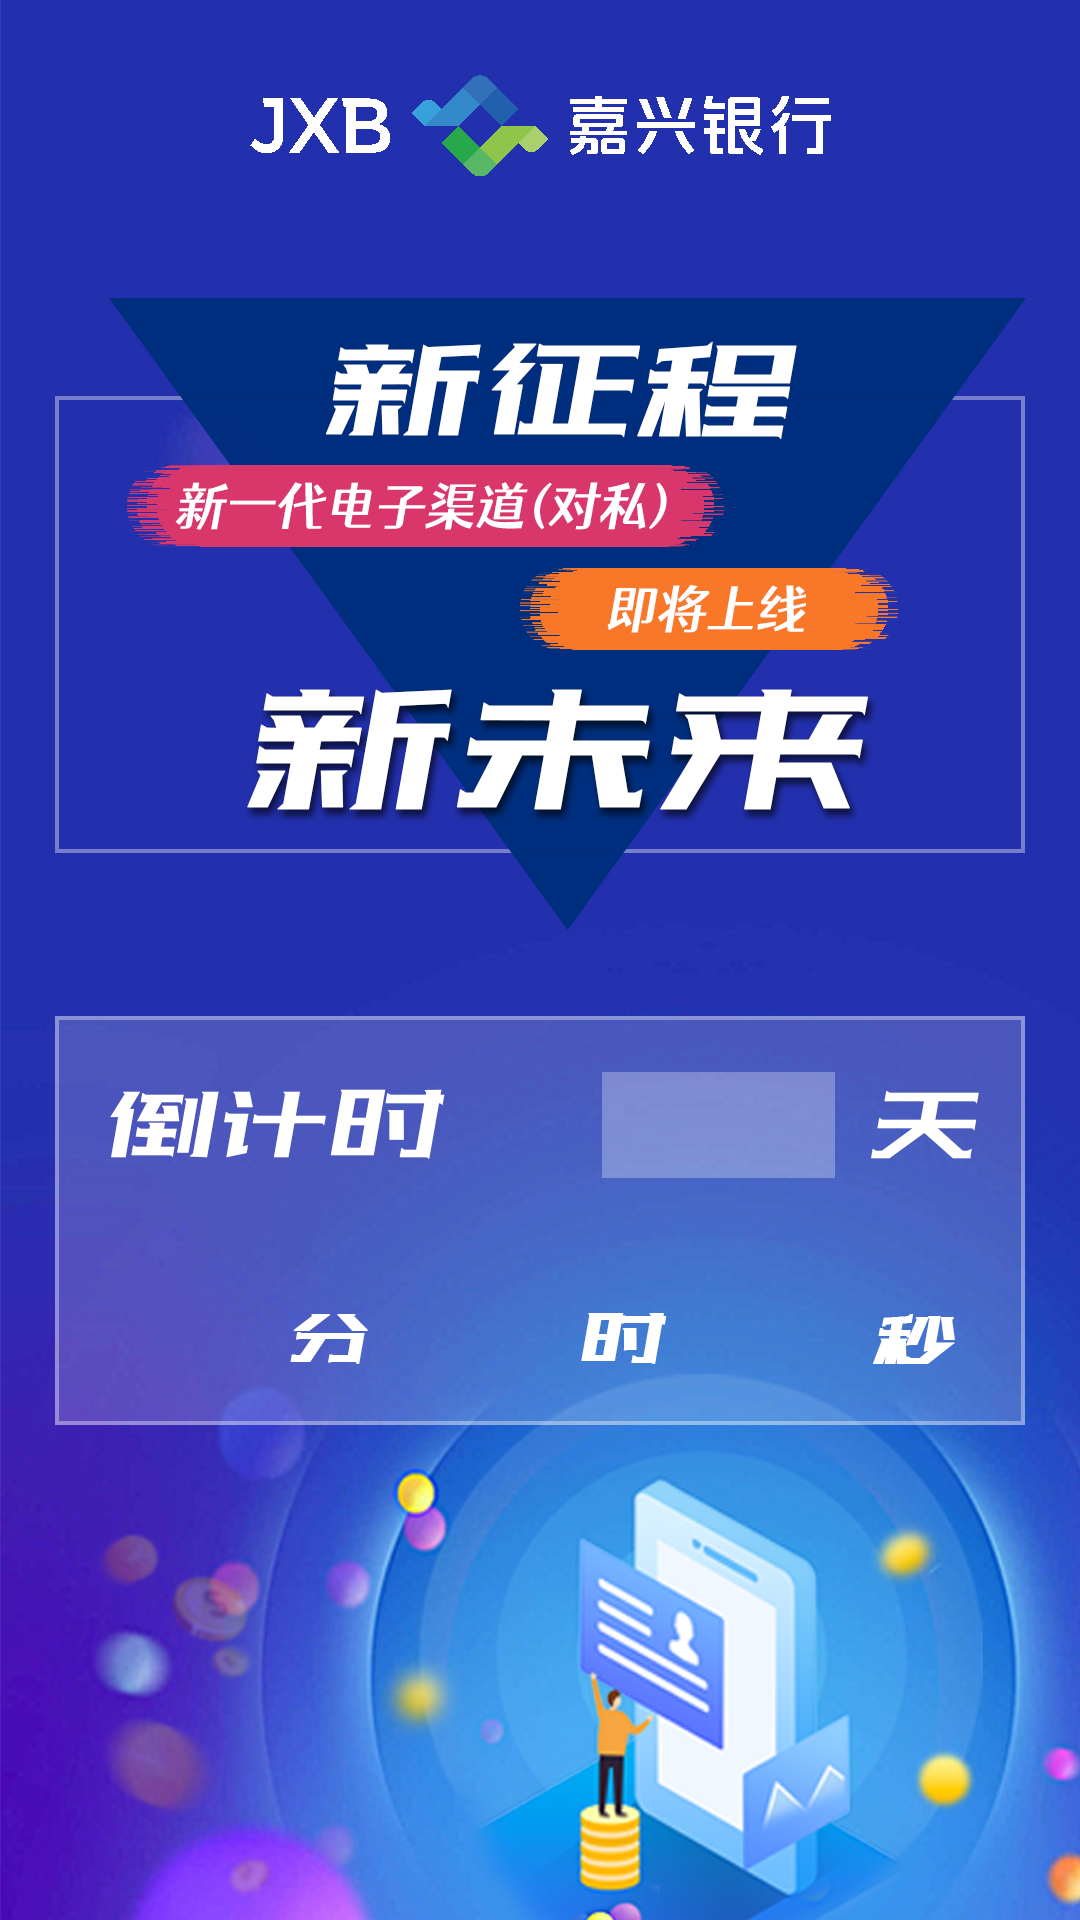 JXB 嘉兴银行
新征程
新一代电子渠道(对私)
即将上线
新未来
倒计时 天
分 时 秒